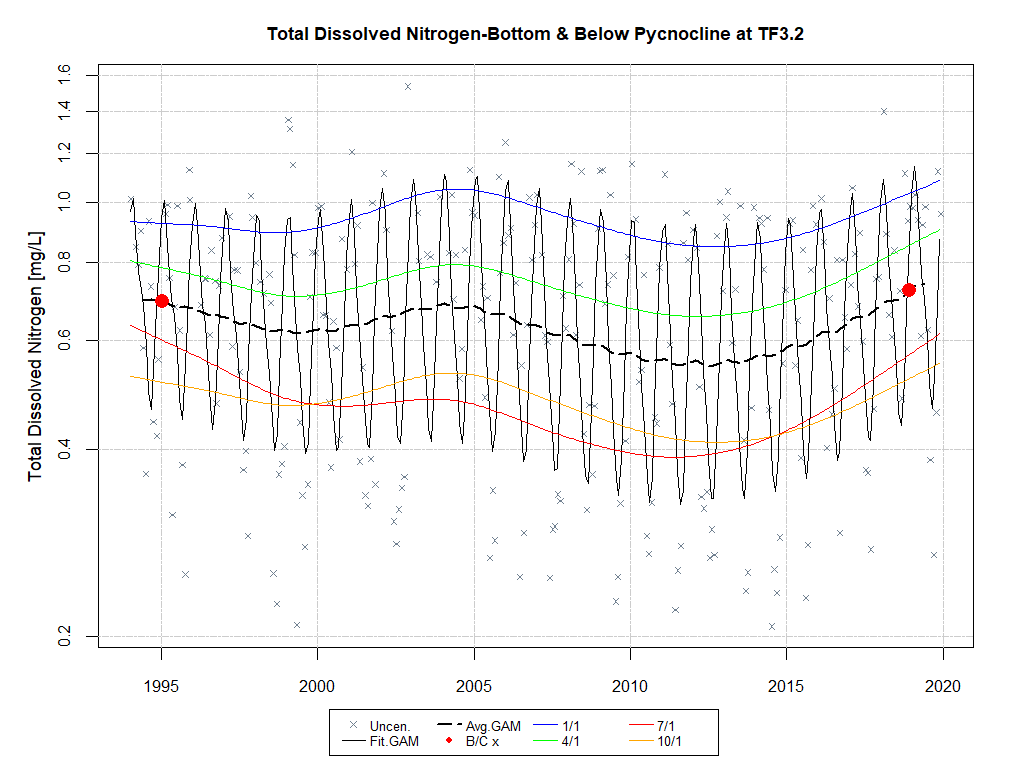 Total Dissolved Nitrogen-Bottom & Below Pycnocline at TF3.2
Total Dissolved Nitrogen [mg/L]
1.6
1.4
1.2
1.0
0.8
0.6
0.4
0.2
1995 2000 2005 2010 2015 2020
Uncen. Avg.GAM 1/1 7/1
Fit.GAM B/C x 4/1 10/1